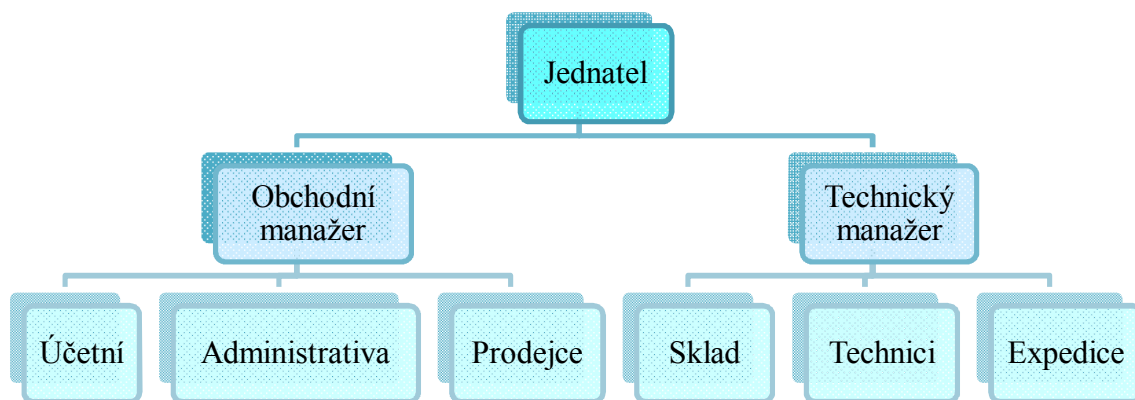 Jednatel
Obchodní
manažer
Technický
manažer
Účetní
Administrativa
Prodejce
Sklad
Technici
Expedice